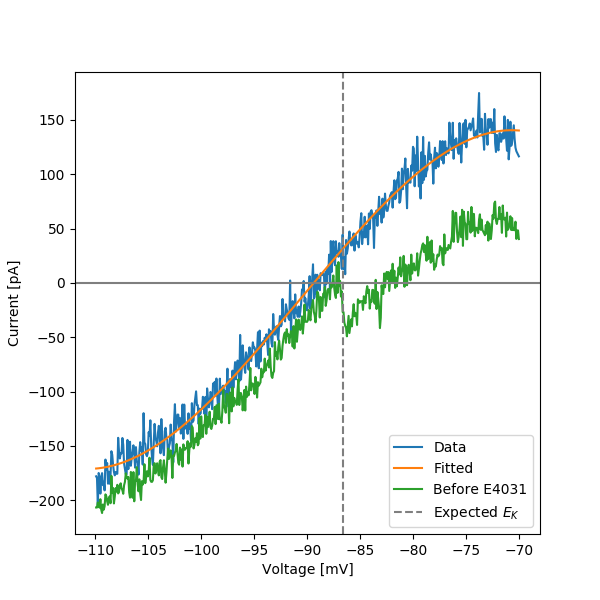 150
100
50
0
−50
−100
−150
−200
Current [pA]
−110 −105 −100 −95 −90 −85 −80 −75 −70
Voltage [mV]
Data
Fitted
Before E4031
Expected E_K